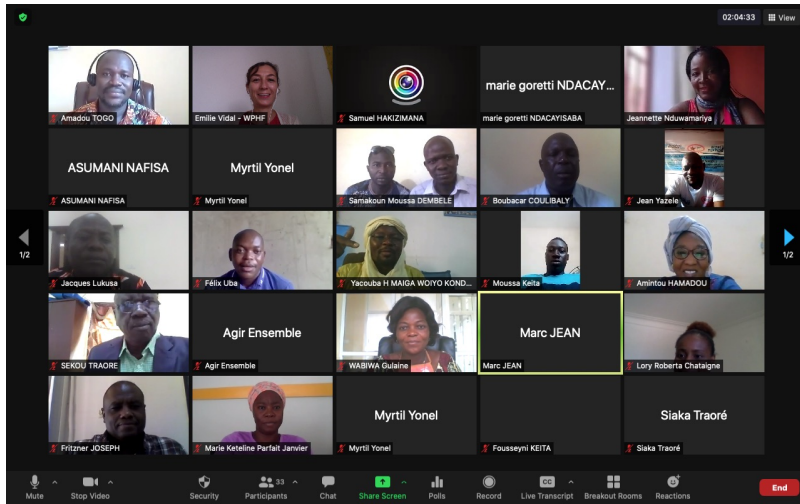 02:04:33 View
Amadou TOGO
Emilie Vidal - WPHF
Samuel HAKIZIMANA
marie goretti NDACAY...
marie goretti NDACAYISABA
Jeannette Nduwamariya
ASUMANI NAFISA
ASUMANI NAFISA
Myrtil Yonel
Myrtil Yonel
Samakoun Moussa DEMBELE
Boubacar COULIBALY
Jean Yazele
1/2
Jacques Lukusa
Félix Uba
Yacouba H MAIGA WOIYO KOND...
Moussa Keita
Amintou HAMADOU
1/2
SEKOU TRAORE
Agir Ensemble
Agir Ensemble
WABIWA Gulaine
Marc JEAN
Marc JEAN
Lory Roberta Chataigne
Fritzner JOSEPH
Marie Keteline Parfait Janvier
Myrtil Yonel
Myrtil Yonel
Fousseyni KEITA
Siaka Traoré
Siaka Traoré
Mute
Stop Video
Security
33
Participants
Chat
Share Screen
Polls
Record
CC
Live Transcript
Breakout Rooms
Reactions
End